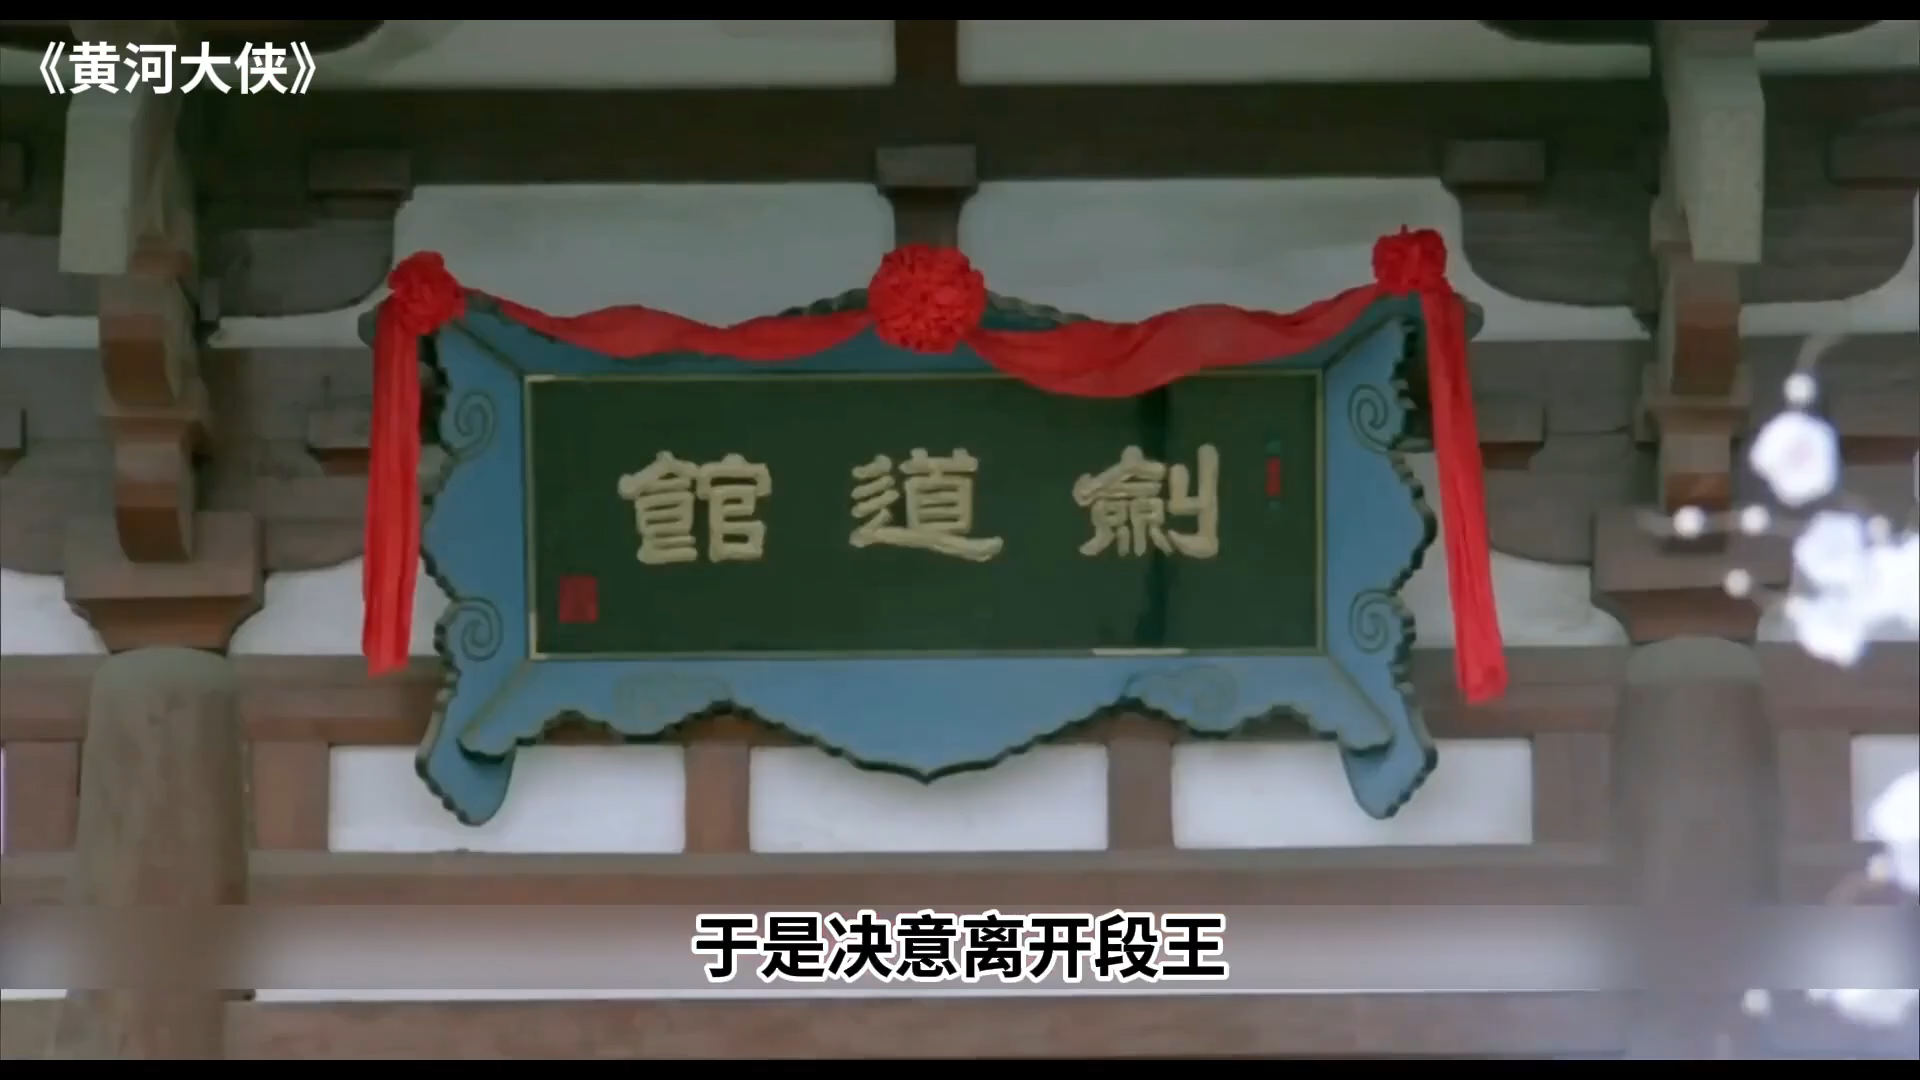 《黄河大侠》
館道劍
于是决意离开段王